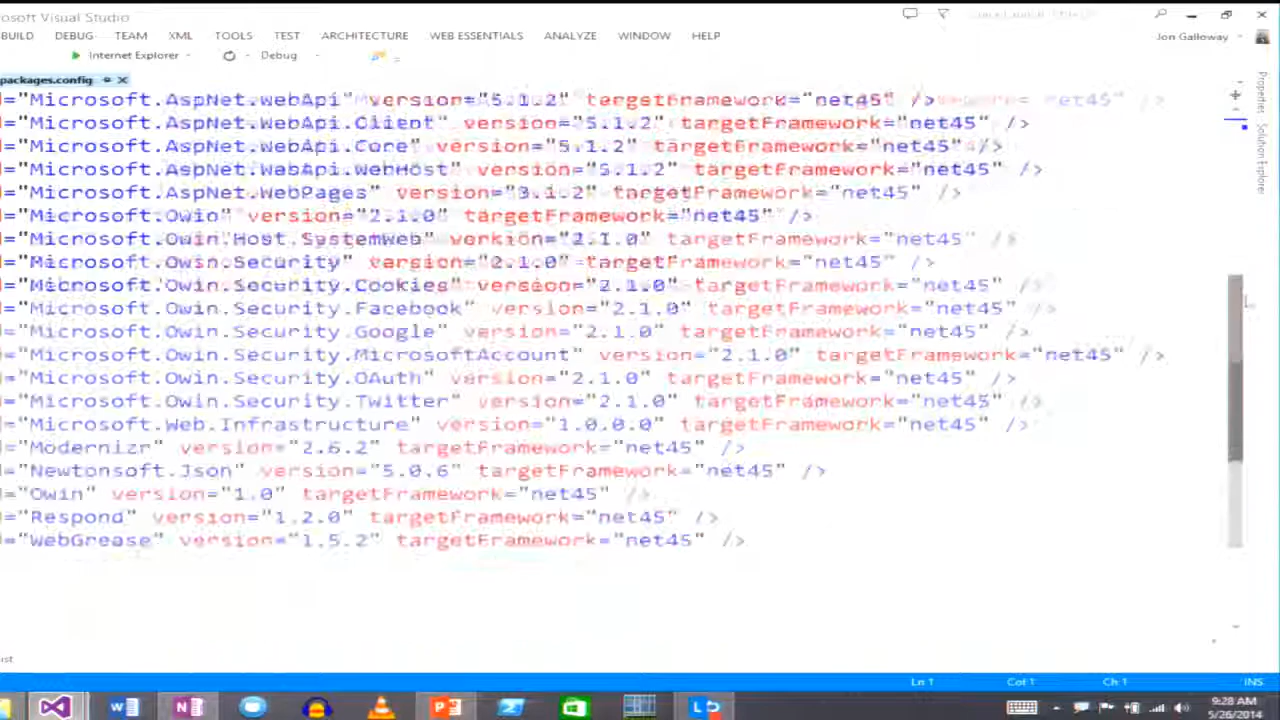 osoft Visual Studio
BUILD DEBUG TEAM XML TOOLS TEST ARCHITECTURE WEB ESSENTIALS ANALYZE WINDOW HELP
Jon Galloway
Internet Explorer Debug
packages.config
Properties
Solution Explorer
d="Microsoft.AspNet.WebApi" version="5.1.2" targetFramework="net45" />
d="Microsoft.AspNet.WebApi.Client" version="5.1.2" targetFramework="net45" />
d="Microsoft.AspNet.WebApi.Core" version="5.1.2" targetFramework="net45" />
d="Microsoft.AspNet.WebApi.WebHost" version="5.1.2" targetFramework="net45" />
d="Microsoft.AspNet.WebPages" version="3.1.2" targetFramework="net45" />
d="Microsoft.Owin" version="2.1.0" targetFramework="net45" />
d="Microsoft.Owin.Host.SystemWeb" version="2.1.0" targetFramework="net45" />
d="Microsoft.Owin.Security" version="2.1.0" targetFramework="net45" />
d="Microsoft.Owin.Security.Cookies" version="2.1.0" targetFramework="net45" />
d="Microsoft.Owin.Security.Facebook" version="2.1.0" targetFramework="net45" />
d="Microsoft.Owin.Security.Google" version="2.1.0" targetFramework="net45" />
d="Microsoft.Owin.Security.MicrosoftAccount" version="2.1.0" targetFramework="net45" />
d="Microsoft.Owin.Security.OAuth" version="2.1.0" targetFramework="net45" />
d="Microsoft.Owin.Security.Twitter" version="2.1.0" targetFramework="net45" />
d="Microsoft.Web.Infrastructure" version="1.0.0.0" targetFramework="net45" />
d="Modernizr" version="2.6.2" targetFramework="net45" />
d="Newtonsoft.Json" version="5.0.6" targetFramework="net45" />
d="Owin" version="1.0" targetFramework="net45" />
d="Respond" version="1.2.0" targetFramework="net45" />
d="WebGrease" version="1.5.2" targetFramework="net45" />
ist
Ln 1 Col 1 Ch 1 INS
9:28 AM
5/26/2014